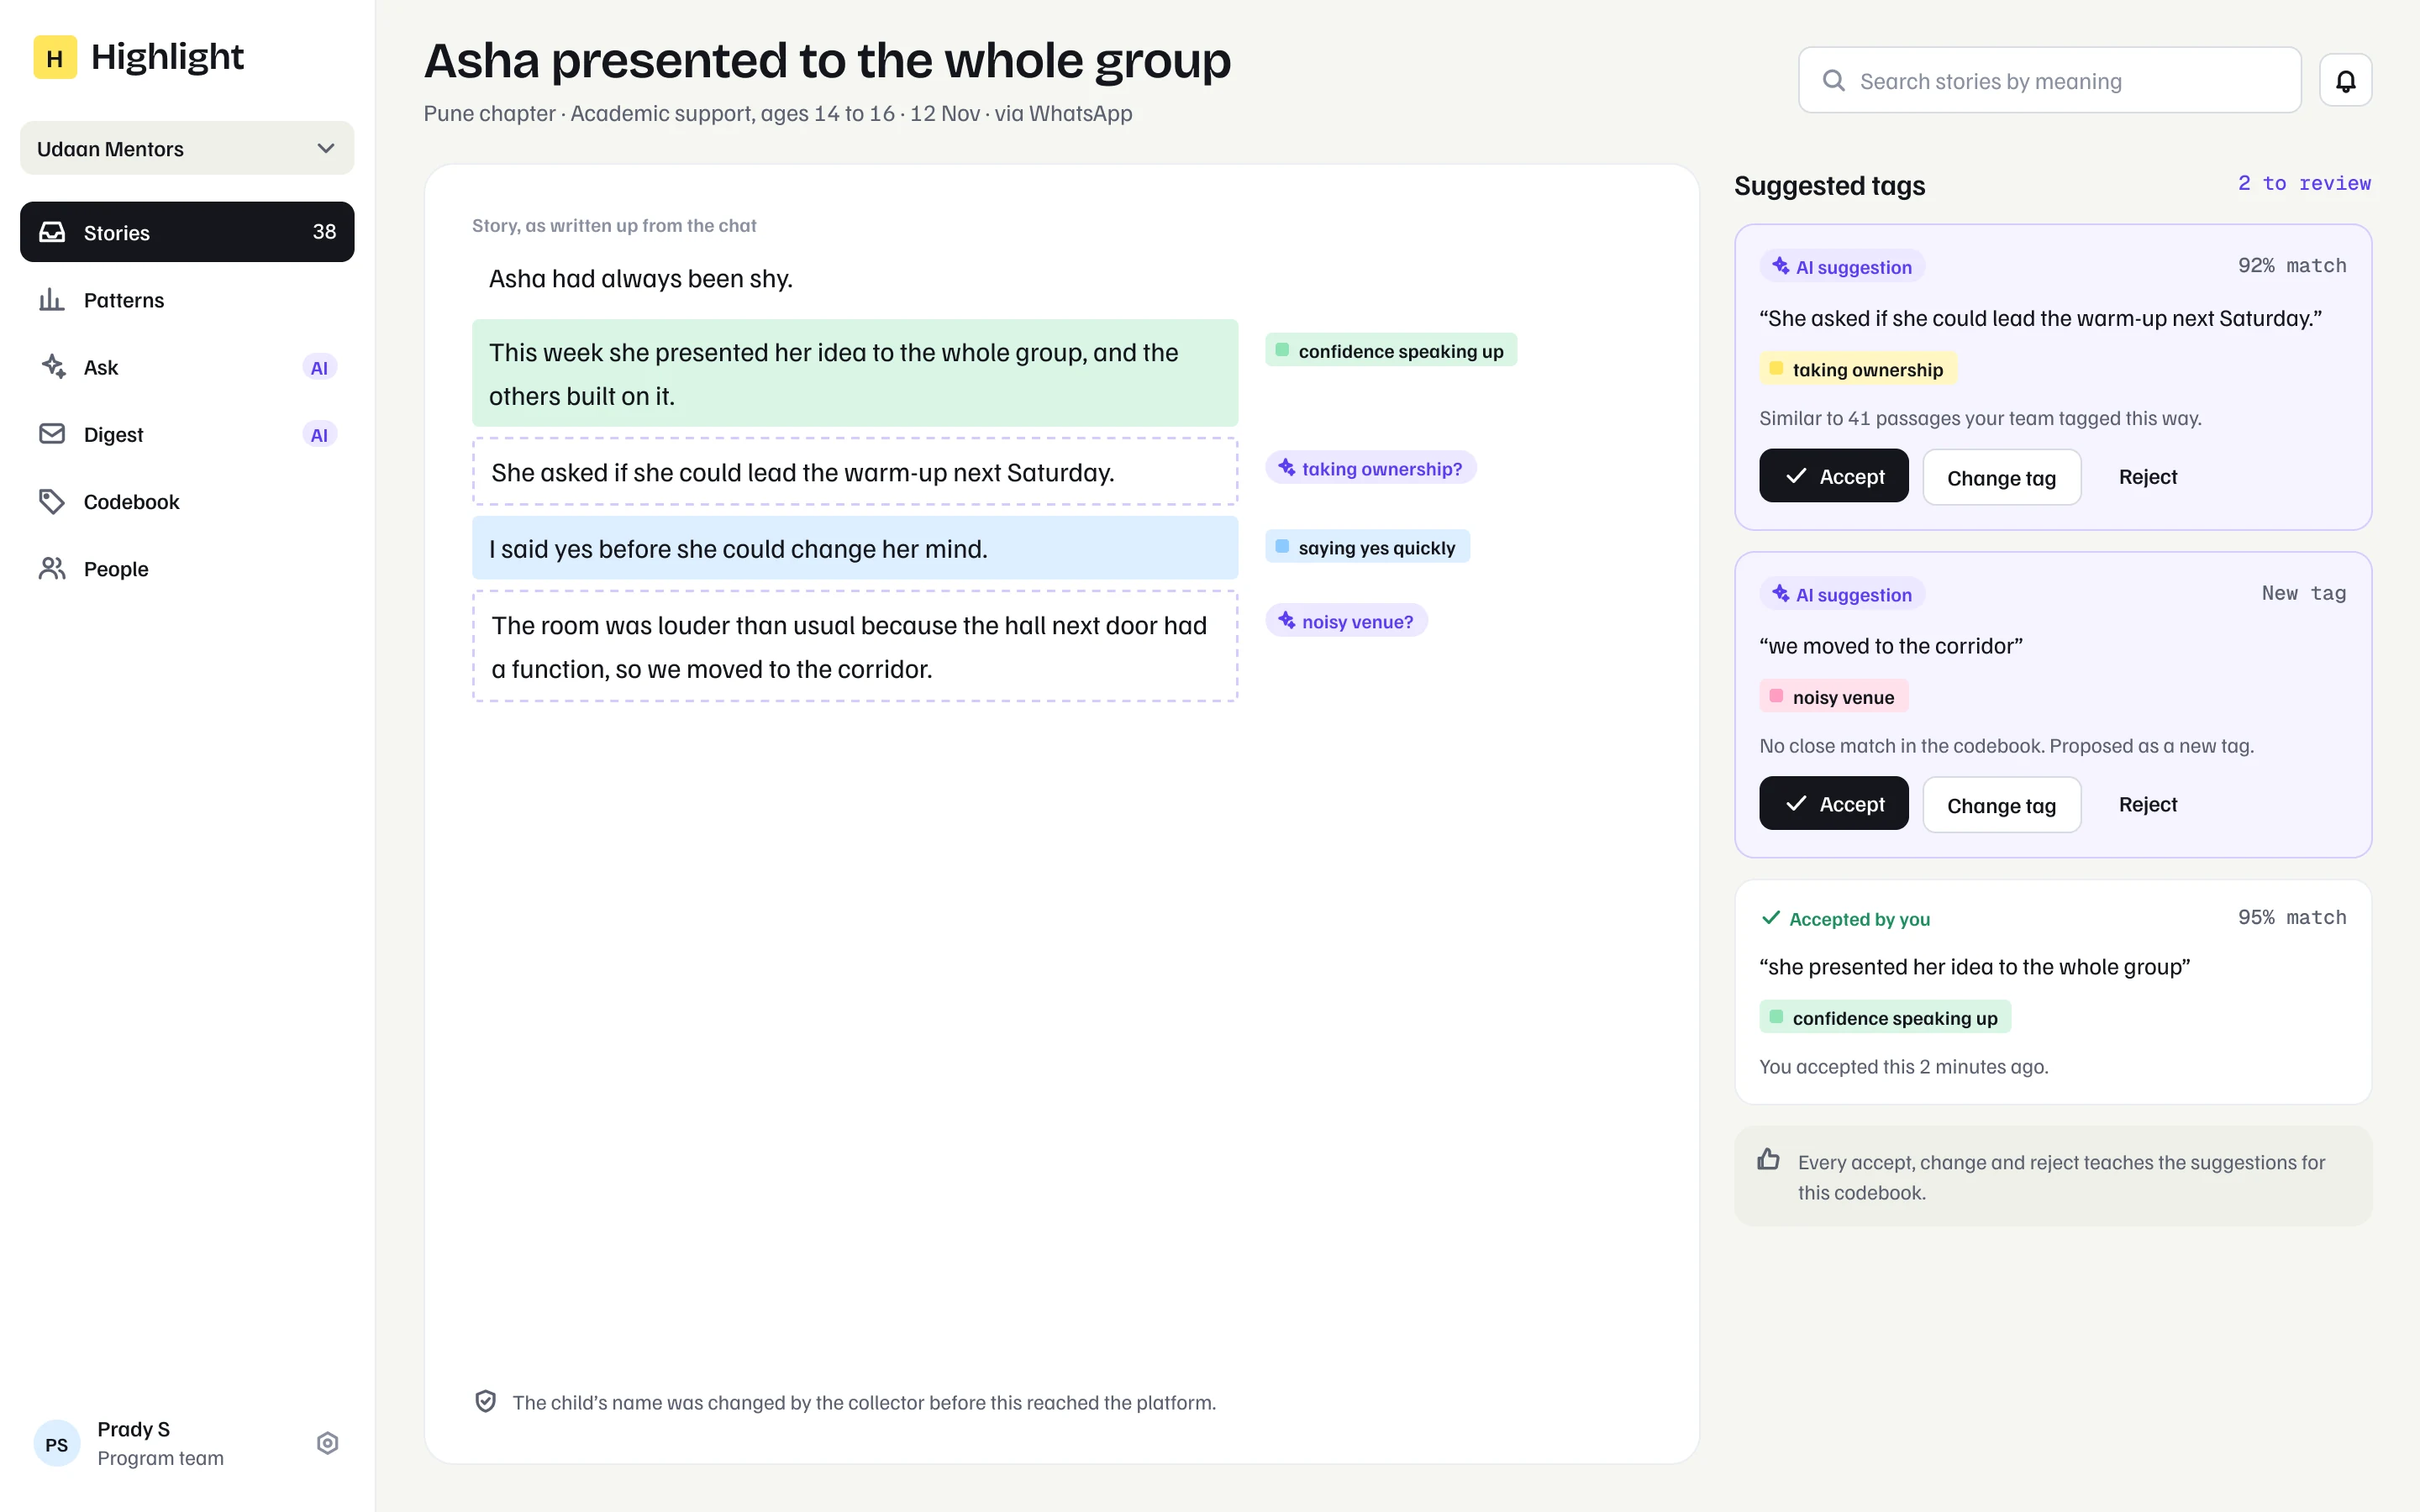 H Highlight
Udaan Mentors
Stories 38
Patterns
Ask AI
Digest AI
Codebook
People
PS
Prady S
Program team
Asha presented to the whole group
Pune chapter · Academic support, ages 14 to 16 · 12 Nov · via WhatsApp
Search stories by meaning
Story, as written up from the chat
Asha had always been shy.
This week she presented her idea to the whole group, and the
others built on it.
confidence speaking up
She asked if she could lead the warm-up next Saturday.
taking ownership?
I said yes before she could change her mind.
saying yes quickly
The room was louder than usual because the hall next door had
a function, so we moved to the corridor.
noisy venue?
The child’s name was changed by the collector before this reached the platform.
Suggested tags
2 to review
AI suggestion
92% match
“She asked if she could lead the warm-up next Saturday.”
taking ownership
Similar to 41 passages your team tagged this way.
Accept
Change tag
Reject
AI suggestion
New tag
“we moved to the corridor”
noisy venue
No close match in the codebook. Proposed as a new tag.
Accept
Change tag
Reject
Accepted by you
95% match
“she presented her idea to the whole group”
confidence speaking up
You accepted this 2 minutes ago.
Every accept, change and reject teaches the suggestions for
this codebook.